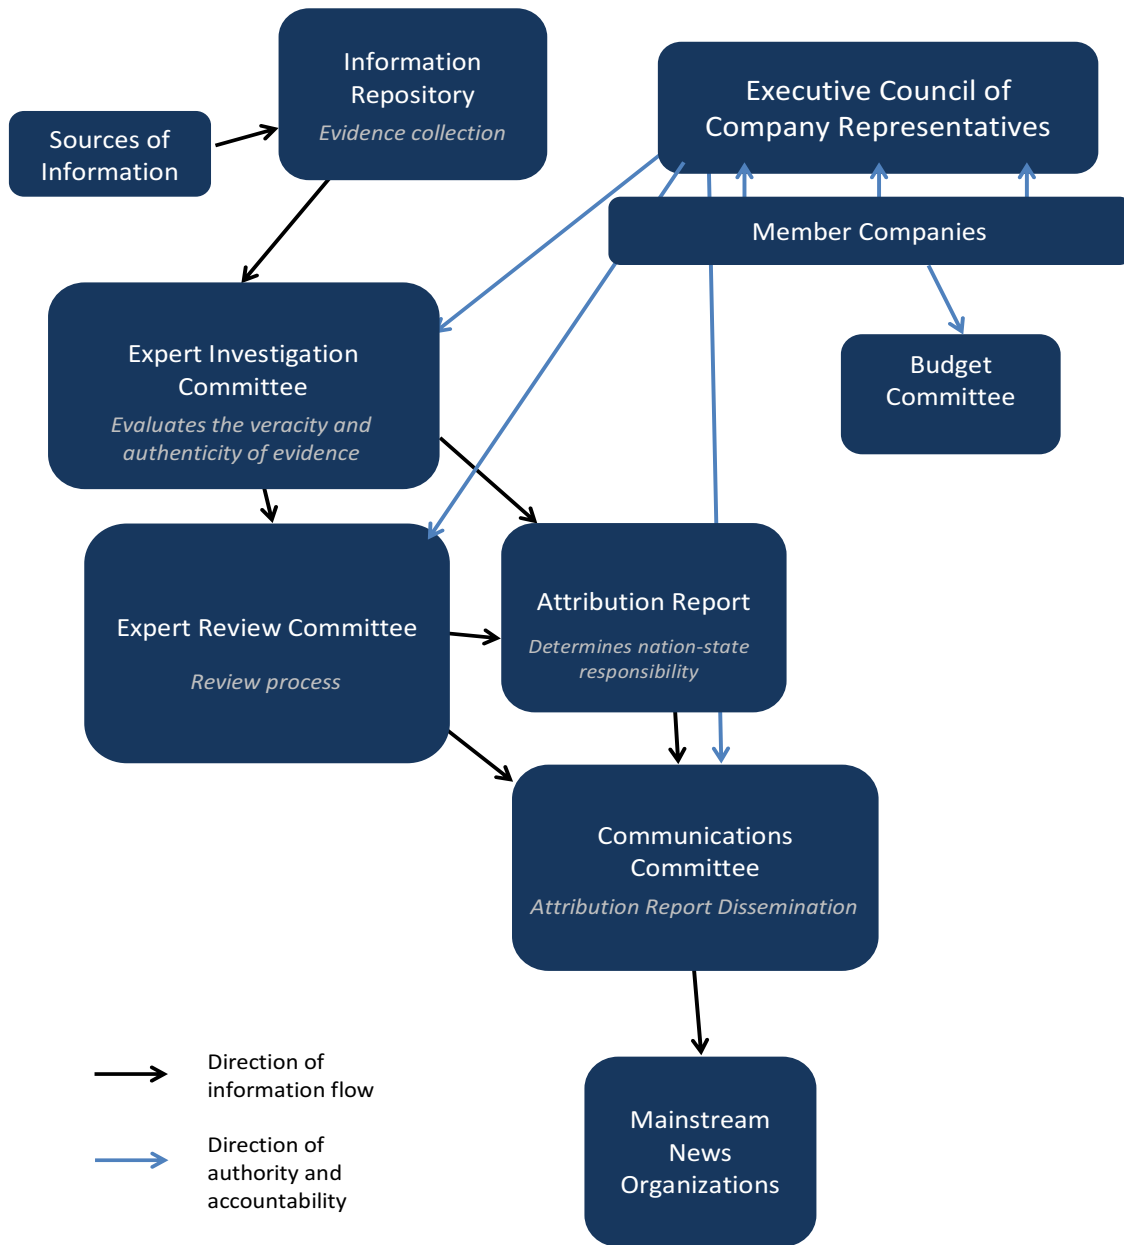 Information
Repository
Evidence collection
Sources of
Information
Executive Council of
Company Representatives
Member Companies
Expert Investigation
Committee
Evaluates the veracity and
authenticity of evidence
Budget
Committee
Expert Review Committee
Review process
Attribution Report
Determines nation-state
responsibility
Communications
Committee
Attribution Report Dissemination
Mainstream
News
Organizations
Direction of
information flow
Direction of
authority and
accountability